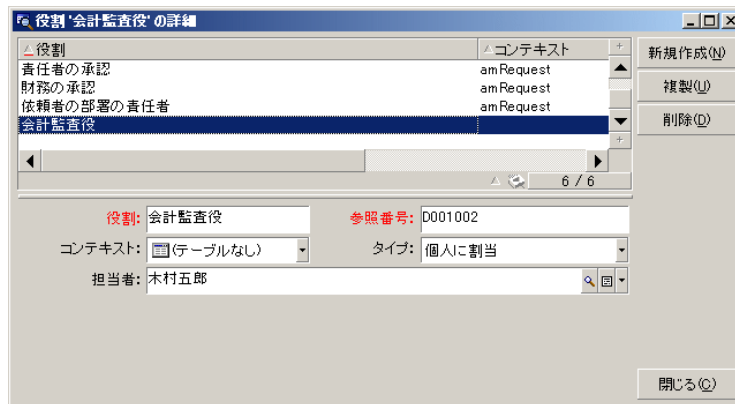 役割 '会計監査役' の詳細
役割 コンテキスト
責任者の承認 amRequest
財務の承認 amRequest
依頼者の部署の責任者 amRequest
会計監査役
6 / 6
新規作成(N)
複製(U)
削除(D)
役割: 会計監査役 参照番号: D001002
コンテキスト: (テーブルなし) タイプ: 個人に割当
担当者: 木村五郎
閉じる(C)